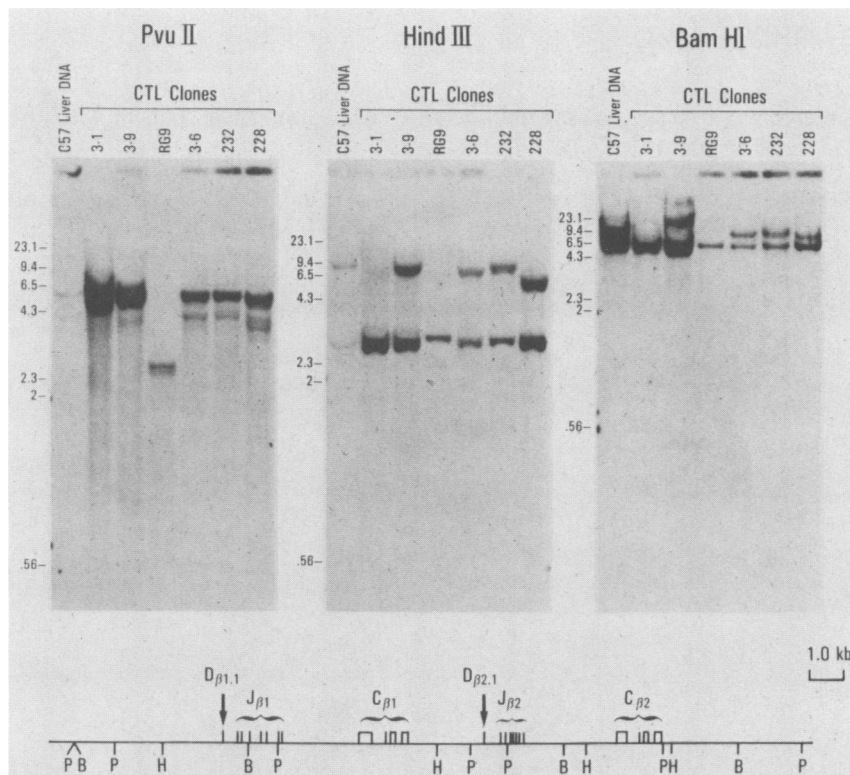 Pvu II
C57 Liver DNA
CTL Clones
3-1
3-9
RG9
3-6
232
228
23.1
9.4
6.5
4.3
2.3
2
.56
Hind III
C57 Liver DNA
CTL Clones
3-1
3-9
RG9
3-6
232
228
23.1
9.4
6.5
4.3
2.3
2
.56
Bam HI
C57 Liver DNA
CTL Clones
3-1
3-9
RG9
3-6
232
228
23.1
9.4
6.5
4.3
2.3
2
.56
1.0 kb
Dβ1.1 Jβ1 Cβ1 Dβ2.1 Jβ2 Cβ2
P B P H B P H P P B H P H B P